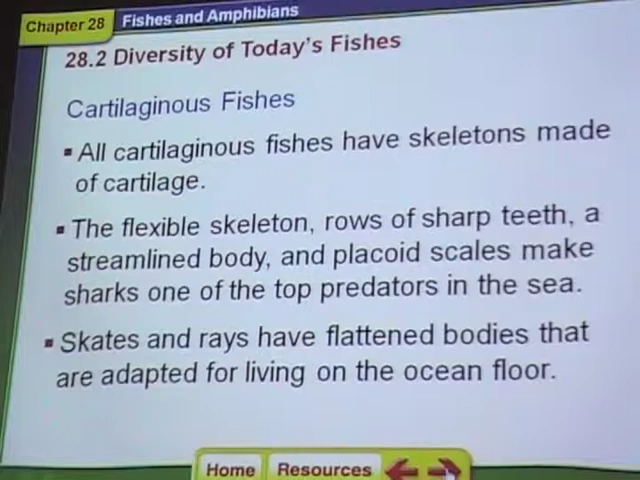 Chapter 28
Fishes and Amphibians
28.2 Diversity of Today's Fishes
Cartilaginous Fishes
▪ All cartilaginous fishes have skeletons made
of cartilage.
▪ The flexible skeleton, rows of sharp teeth, a
streamlined body, and placoid scales make
sharks one of the top predators in the sea.
▪ Skates and rays have flattened bodies that
are adapted for living on the ocean floor.
Home Resources